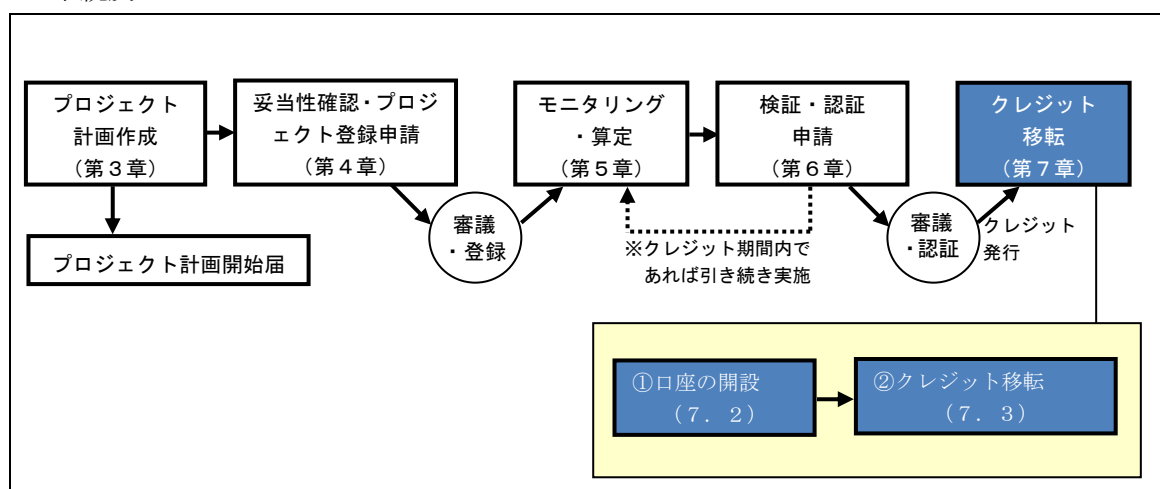 プロジェクト
計画作成
（第３章）
妥当性確認・プロジ
ェクト登録申請
（第４章）
モニタリング
・算定
（第５章）
検証・認証
申請
（第６章）
クレジット
移転
（第７章）
プロジェクト計画開始届
審議
・登録
※クレジット期間内で
あれば引き続き実施
審議
・認証
クレジット
発行
①口座の開設
（７．２）
②クレジット移転
（７．３）